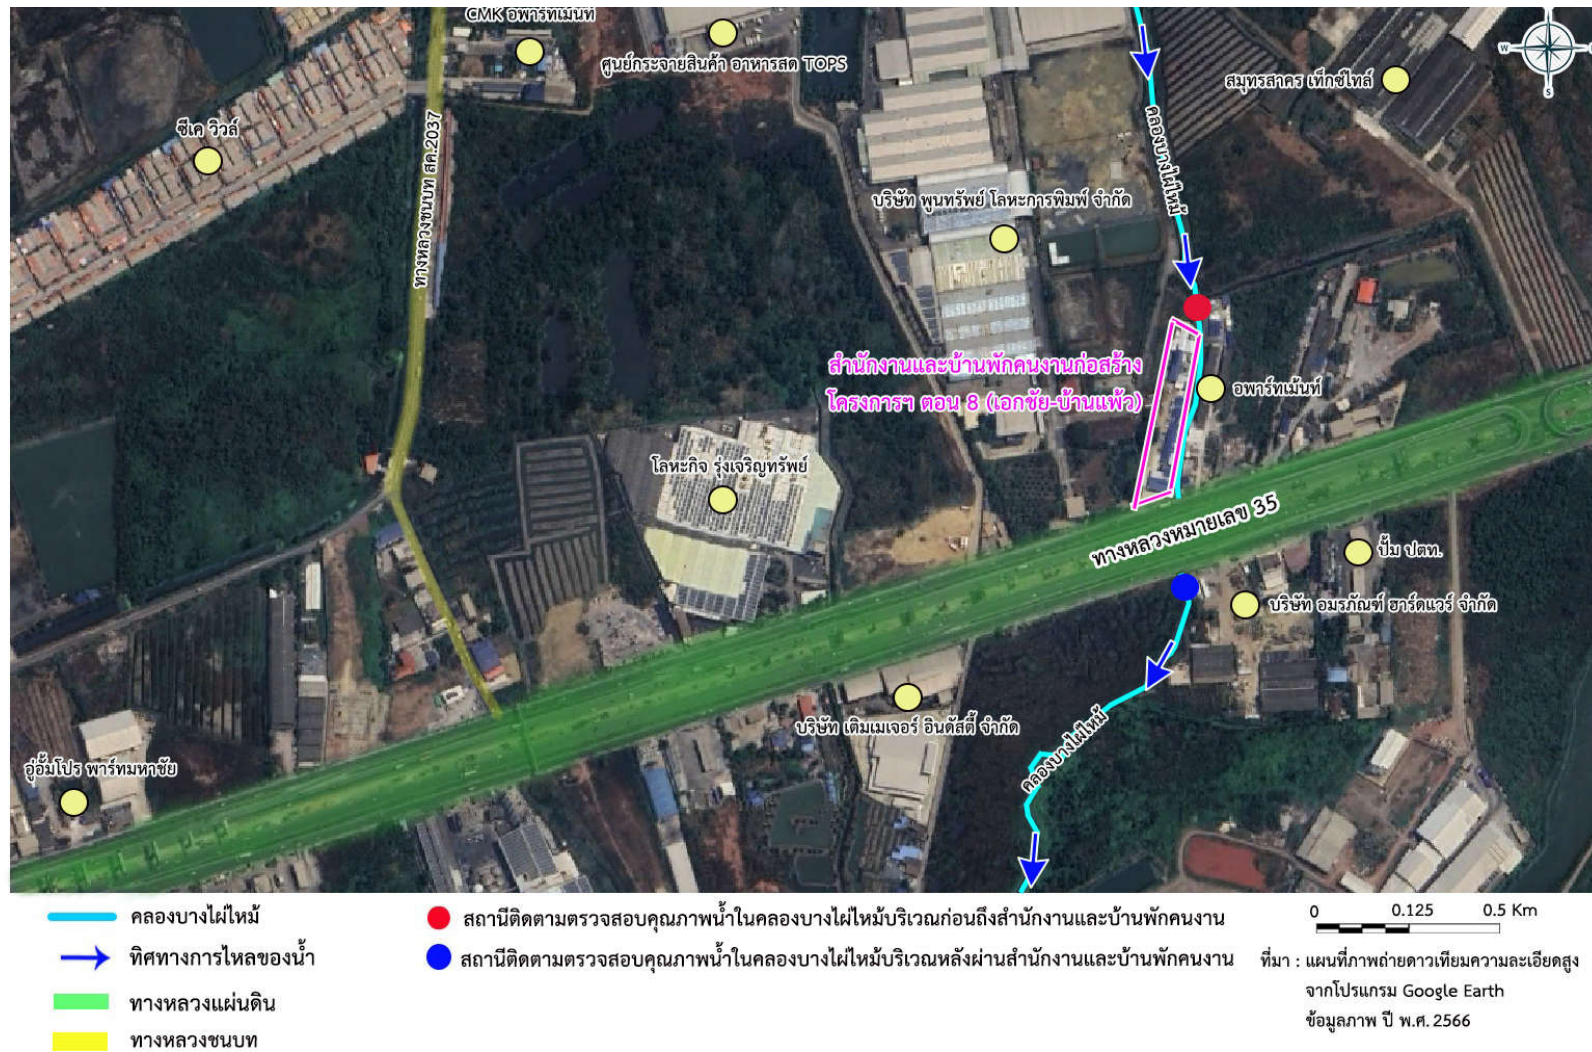 CMK อพาร์ทเม้นท์
ศูนย์กระจายสินค้า อาหารสด TOPS
สมุทรสาคร เท็กซ์ไทล์
W
S
ซีเค วิวล์
ทางหลวงชนบท สค.2037
คลองบางไผ่ไหม้
บริษัท พูนทรัพย์ โลหะการพิมพ์ จำกัด
สำนักงานและบ้านพักคนงานก่อสร้าง
โครงการฯ ตอน 8 (เอกชัย-บ้านแพ้ว)
อพาร์ทเม้นท์
โลหะกิจ รุ่งเจริญทรัพย์
ทางหลวงหมายเลข 35
ปั้ม ปตท.
บริษัท อมรภัณฑ์ ฮาร์ดแวร์ จำกัด
บริษัท เติมเมเจอร์ อินดัสตี้ จำกัด
คลองบางไผ่ไหม้
อู่อั้มโปร พาร์ทมหาชัย
คลองบางไผ่ไหม้
ทิศทางการไหลของน้ำ
ทางหลวงแผ่นดิน
ทางหลวงชนบท
สถานีติดตามตรวจสอบคุณภาพน้ำในคลองบางไผ่ไหม้บริเวณก่อนถึงสำนักงานและบ้านพักคนงาน
สถานีติดตามตรวจสอบคุณภาพน้ำในคลองบางไผ่ไหม้บริเวณหลังผ่านสำนักงานและบ้านพักคนงาน
0 0.125 0.5 Km
ที่มา : แผนที่ภาพถ่ายดาวเทียมความละเอียดสูง
จากโปรแกรม Google Earth
ข้อมูลภาพ ปี พ.ศ. 2566